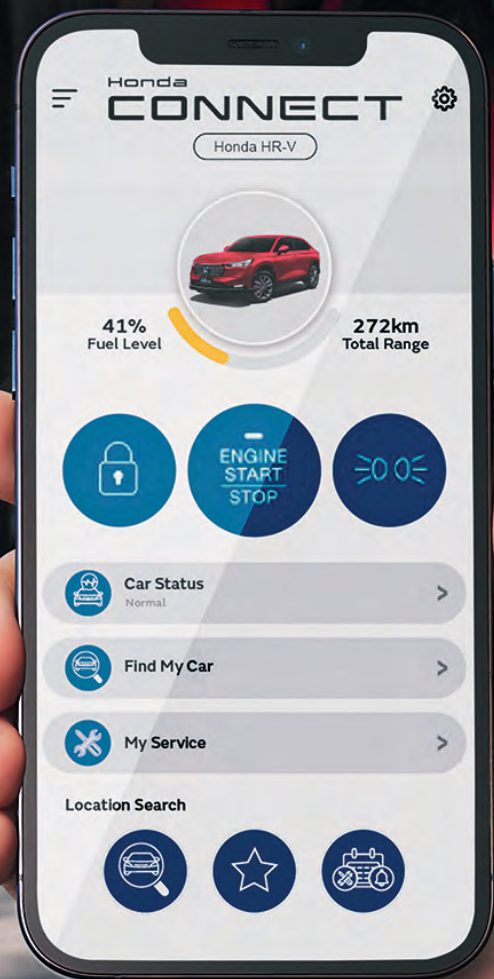 Honda
CONNECT
Honda HR-V
41%
Fuel Level
272km
Total Range
ENGINE
START
STOP
Car Status
Normal
>
Find My Car
>
My Service
>
Location Search